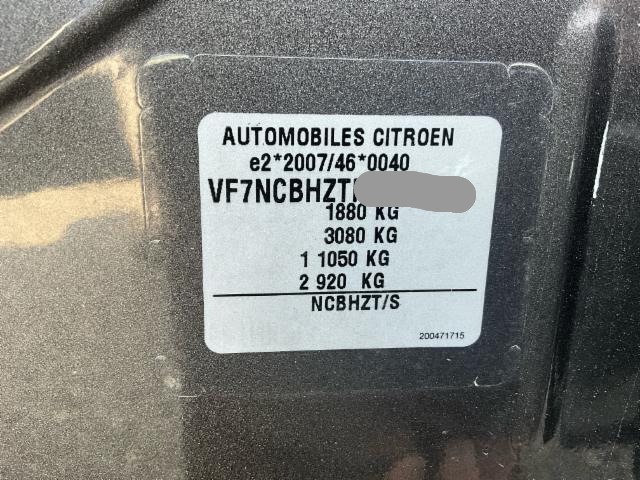 AUTOMOBILES CITROEN
e2*2007/46*0040
VF7NCBHZT
1880 KG
3080 KG
1 1050 KG
2 920 KG
NCBHZT/S
200471715